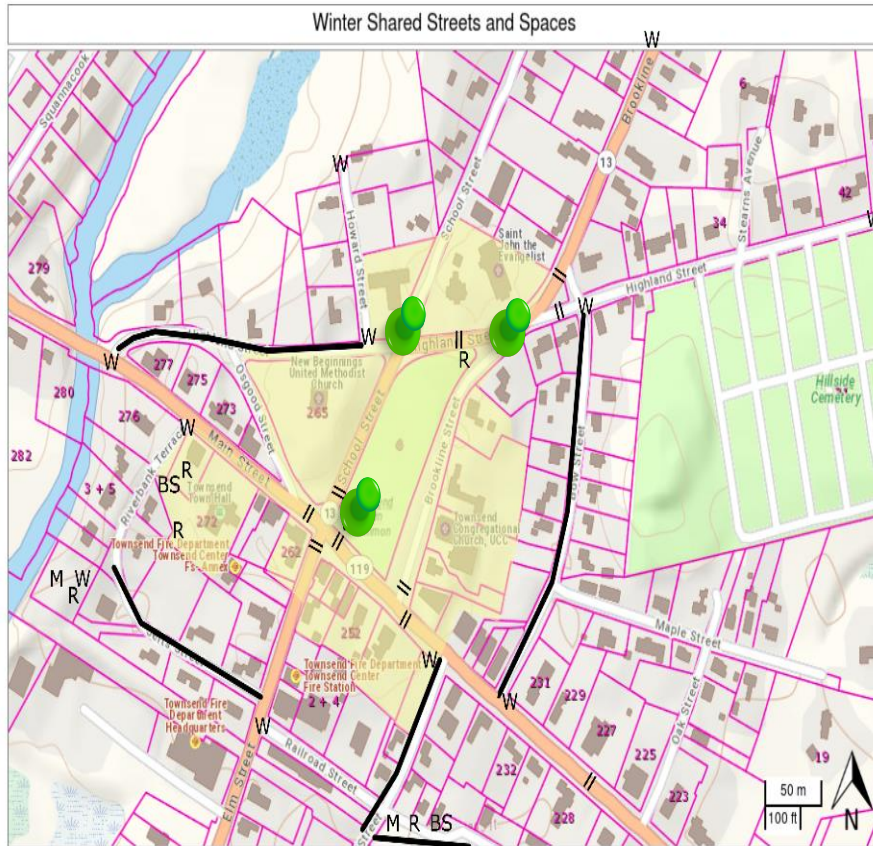 Winter Shared Streets and Spaces
W
Squannacook
Brookline
13
6
W
Howard Street
School Street
Stearns Avenue
42
34
Saint
John the
Evangelist
W
279
Highland Street
W
W
W
R
277
275
New Beginnings
United Methodist
Church
265
280
276
273
Osgood Street
Hillside
Cemetery
282
W
Main Street
School Street
Brookline Street
Dow Street
3 + 5
Riverbank Terrace
R
BS
Townsend
Town Hall
272
R
13
Townsend
Congregational
Church, UCC
Townsend Fire Department
Townsend Center
Fs- Annex
262
119
M W
R
252
Maple Street
W
Townsend Fire Department
Townsend Center
Fire Station
2 + 4
231
W
229
Oak Street
Townsend Fire
Department
Headquarters
W
227
19
Railroad Street
232
225
Elm Street
223
228
M R BS
Street
50 m
100 ft
N